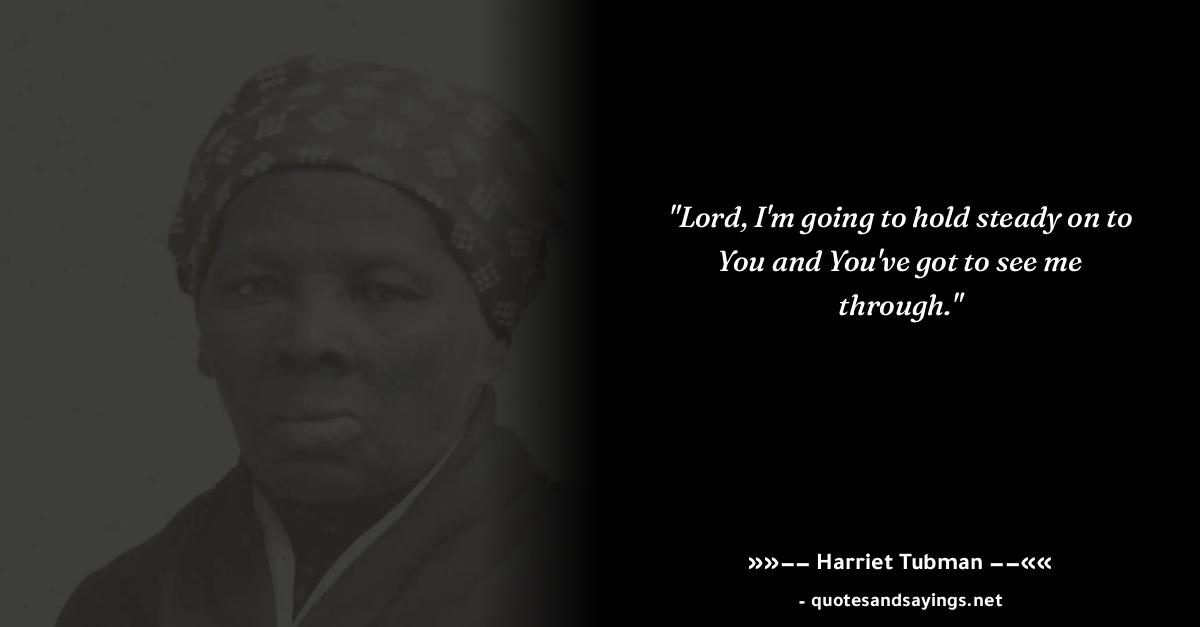 "Lord, I'm going to hold steady on to
You and You've got to see me
through."
»»–– Harriet Tubman ––««
- quotesandsayings.net